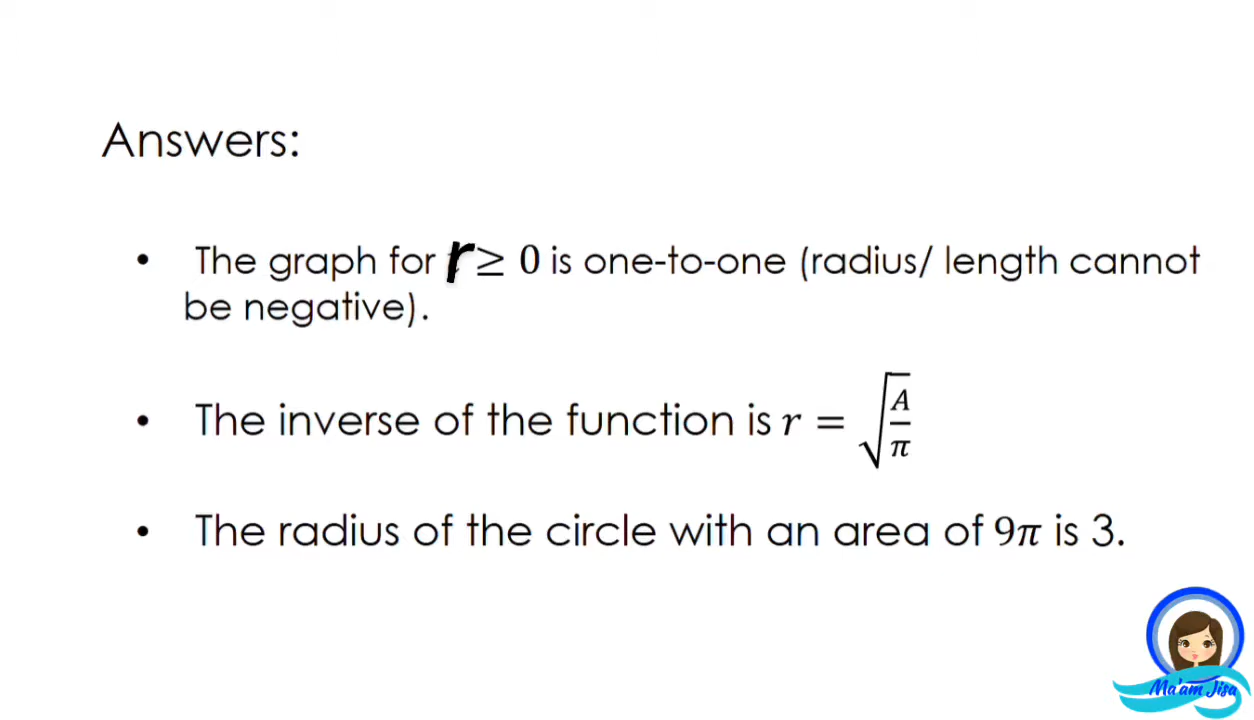 Answers:
• The graph for r ≥ 0 is one-to-one (radius/ length cannot
be negative).
• The inverse of the function is r = √(A/π)
• The radius of the circle with an area of 9π is 3.
Ma'am Jisa